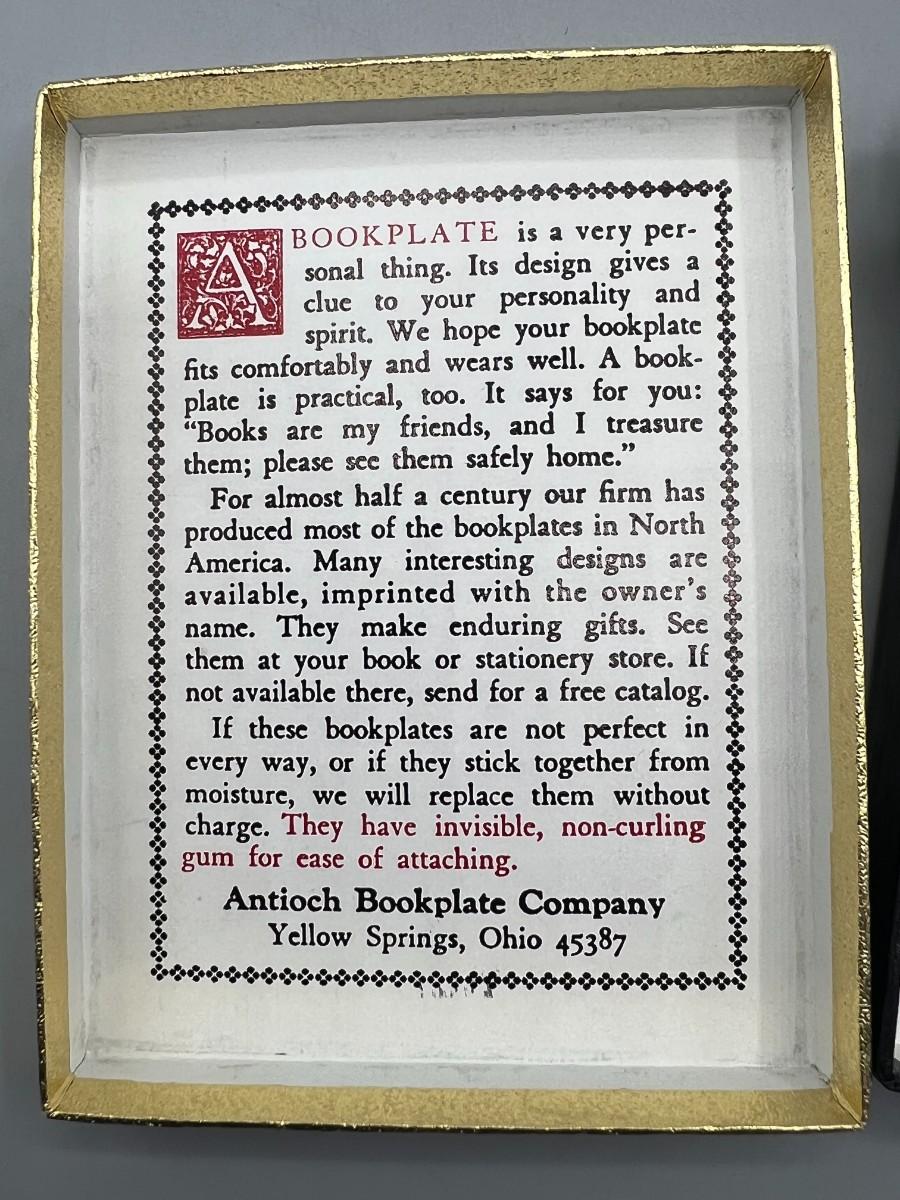 A BOOKPLATE is a very per-
sonal thing. Its design gives a
clue to your personality and
spirit. We hope your bookplate
fits comfortably and wears well. A book-
plate is practical, too. It says for you:
“Books are my friends, and I treasure
them; please see them safely home.”
For almost half a century our firm has
produced most of the bookplates in North
America. Many interesting designs are
available, imprinted with the owner’s
name. They make enduring gifts. See
them at your book or stationery store. If
not available there, send for a free catalog.
If these bookplates are not perfect in
every way, or if they stick together from
moisture, we will replace them without
charge. They have invisible, non-curling
gum for ease of attaching.
Antioch Bookplate Company
Yellow Springs, Ohio 45387